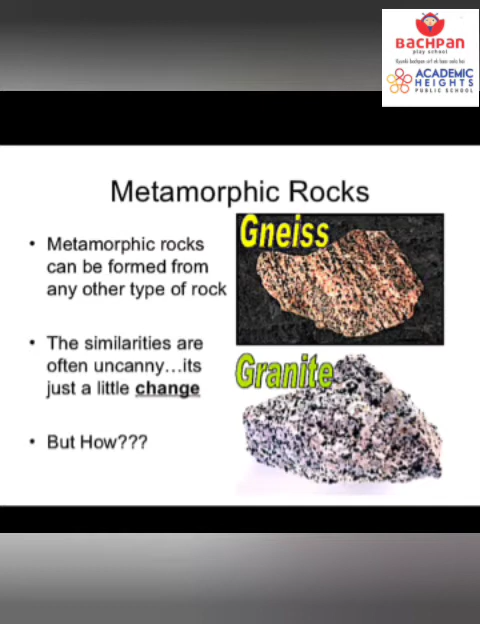 BACHPAN
play school
ACADEMIC
HEIGHTS
PUBLIC SCHOOL
Metamorphic Rocks
• Metamorphic rocks
can be formed from
any other type of rock
• The similarities are
often uncanny…its
just a little change
• But How???
Gneiss
Granite